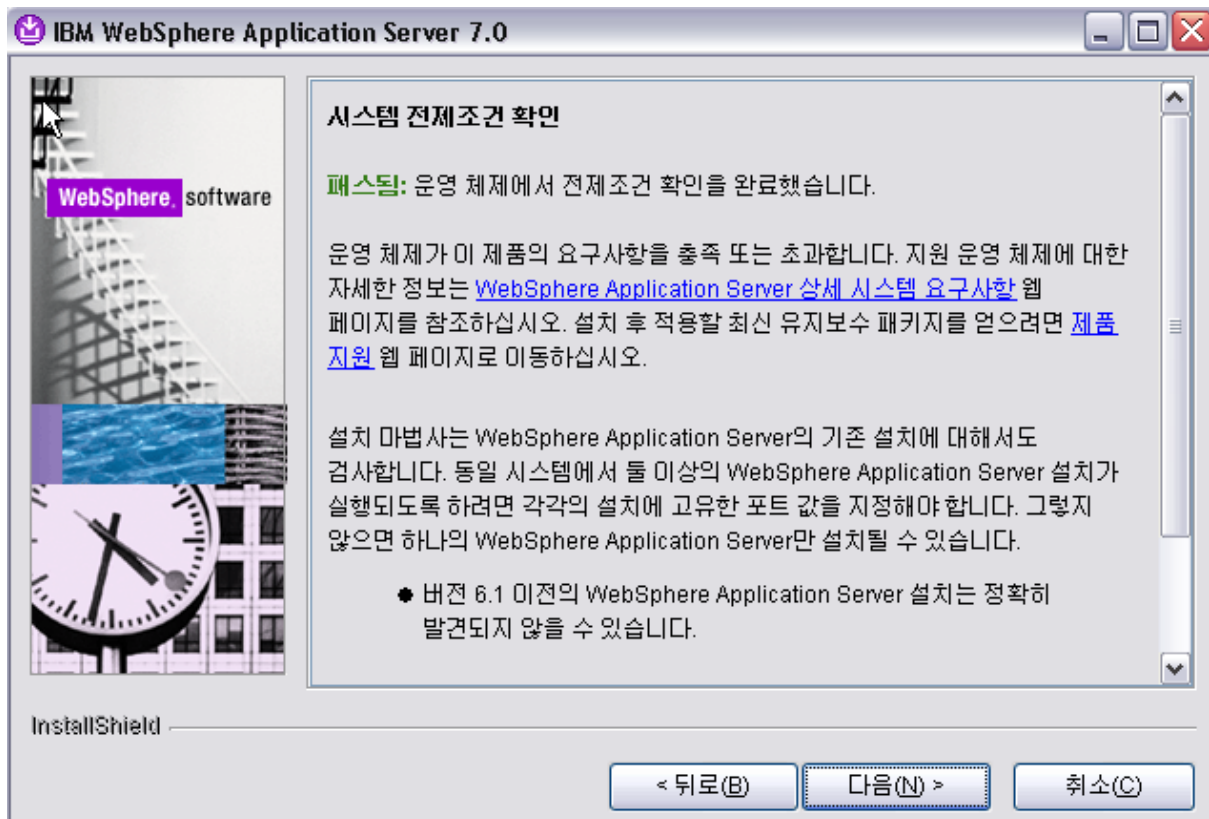 IBM WebSphere Application Server 7.0
WebSphere. software
시스템 전제조건 확인
패스됨: 운영 체제에서 전제조건 확인을 완료했습니다.
운영 체제가 이 제품의 요구사항을 충족 또는 초과합니다. 지원 운영 체제에 대한
자세한 정보는 WebSphere Application Server 상세 시스템 요구사항 웹
페이지를 참조하십시오. 설치 후 적용할 최신 유지보수 패키지를 얻으려면 제품
지원 웹 페이지로 이동하십시오.
설치 마법사는 WebSphere Application Server의 기존 설치에 대해서도
검사합니다. 동일 시스템에서 둘 이상의 WebSphere Application Server 설치가
실행되도록 하려면 각각의 설치에 고유한 포트 값을 지정해야 합니다. 그렇지
않으면 하나의 WebSphere Application Server만 설치될 수 있습니다.
● 버전 6.1 이전의 WebSphere Application Server 설치는 정확히
발견되지 않을 수 있습니다.
InstallShield
< 뒤로(B) 다음(N) > 취소(C)